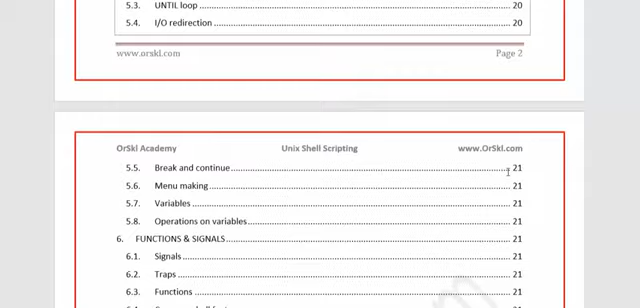 5.3. UNTIL loop ........ 20
5.4. I/O redirection ........ 20
www.orskl.com Page 2
OrSkl Academy Unix Shell Scripting www.OrSkl.com
5.5. Break and continue ........ 21
5.6. Menu making ........ 21
5.7. Variables ........ 21
5.8. Operations on variables ........ 21
6. FUNCTIONS & SIGNALS ........ 21
6.1. Signals ........ 21
6.2. Traps ........ 21
6.3. Functions ........ 21